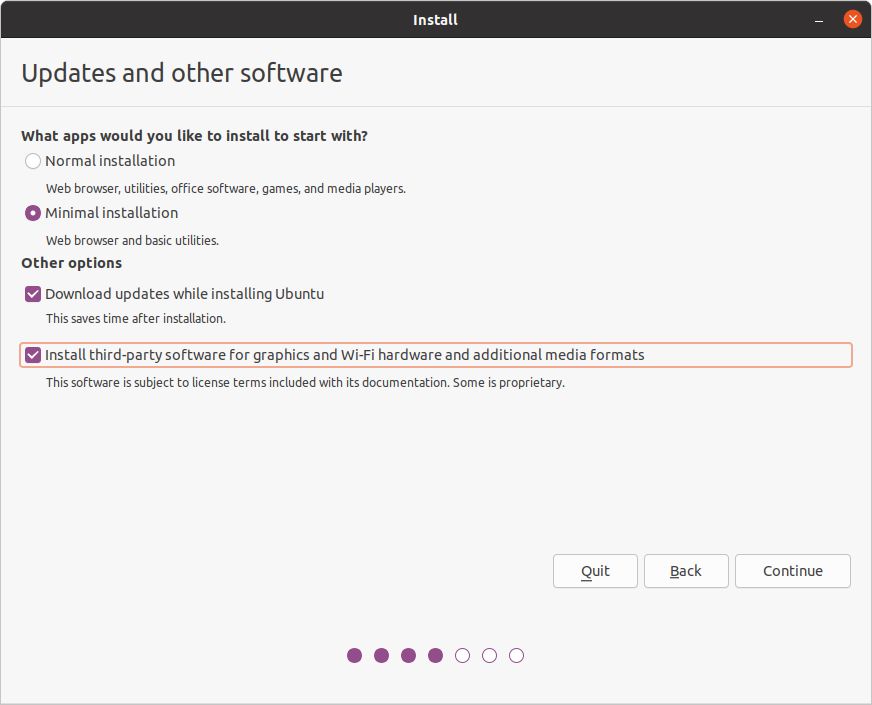 Install
Updates and other software
What apps would you like to install to start with?
Normal installation
Web browser, utilities, office software, games, and media players.
Minimal installation
Web browser and basic utilities.
Other options
Download updates while installing Ubuntu
This saves time after installation.
Install third-party software for graphics and Wi-Fi hardware and additional media formats
This software is subject to license terms included with its documentation. Some is proprietary.
Quit Back Continue